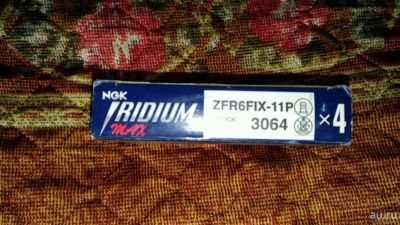 NGK
IRIDIUM
MAX
ZFR6FIX-11P
3064
×4
au.ru